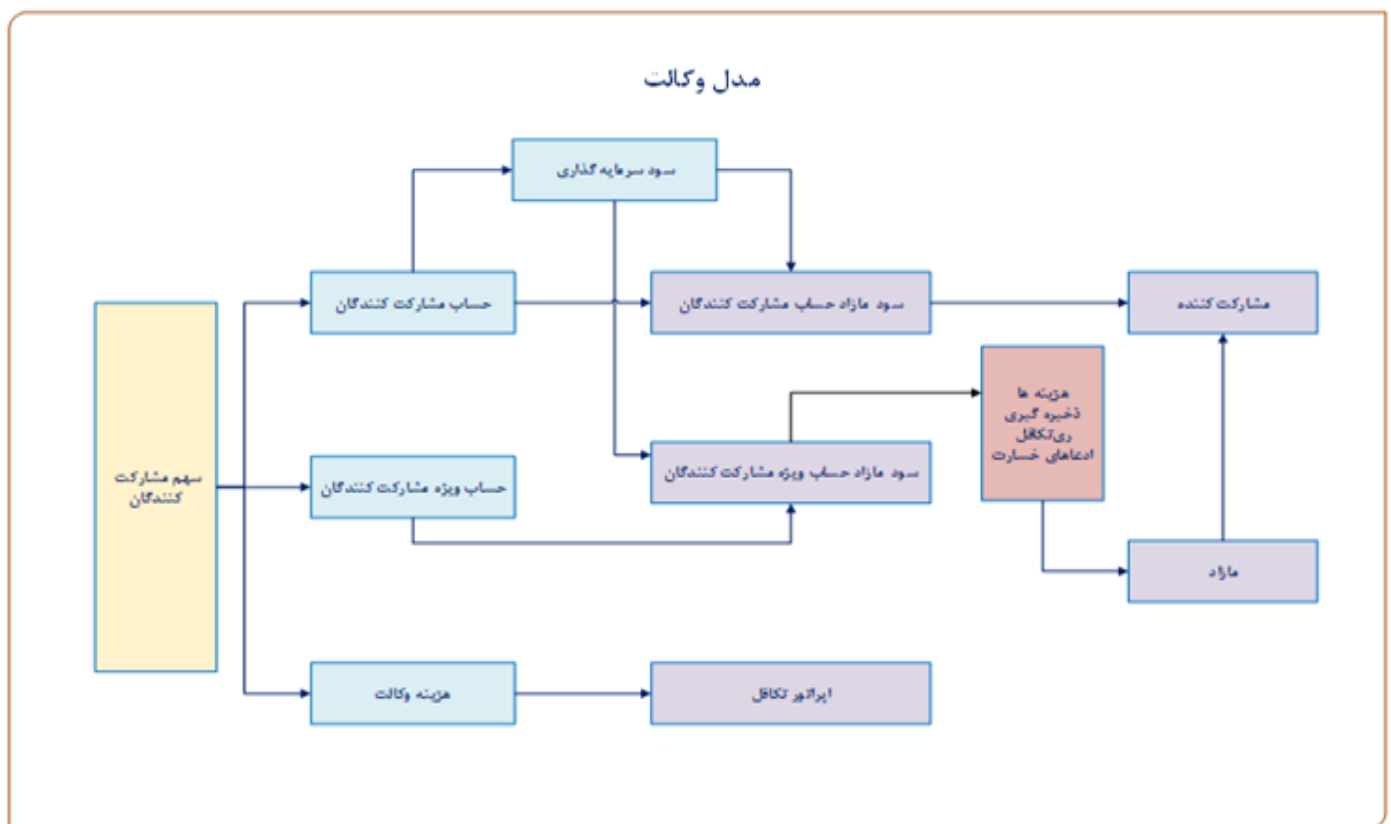 مدل وکالت
سود سرمایه گذاری
حساب مشارکت کنندگان
سود مازاد حساب مشارکت کنندگان
مشارکت کننده
هزینه ها
ذخیره گیری
ری‌تکافل
ادعاهای خسارت
سهم مشارکت
کنندگان
حساب ویژه مشارکت کنندگان
سود مازاد حساب ویژه مشارکت کنندگان
مازاد
هزینه وکالت
اپراتور تکافل